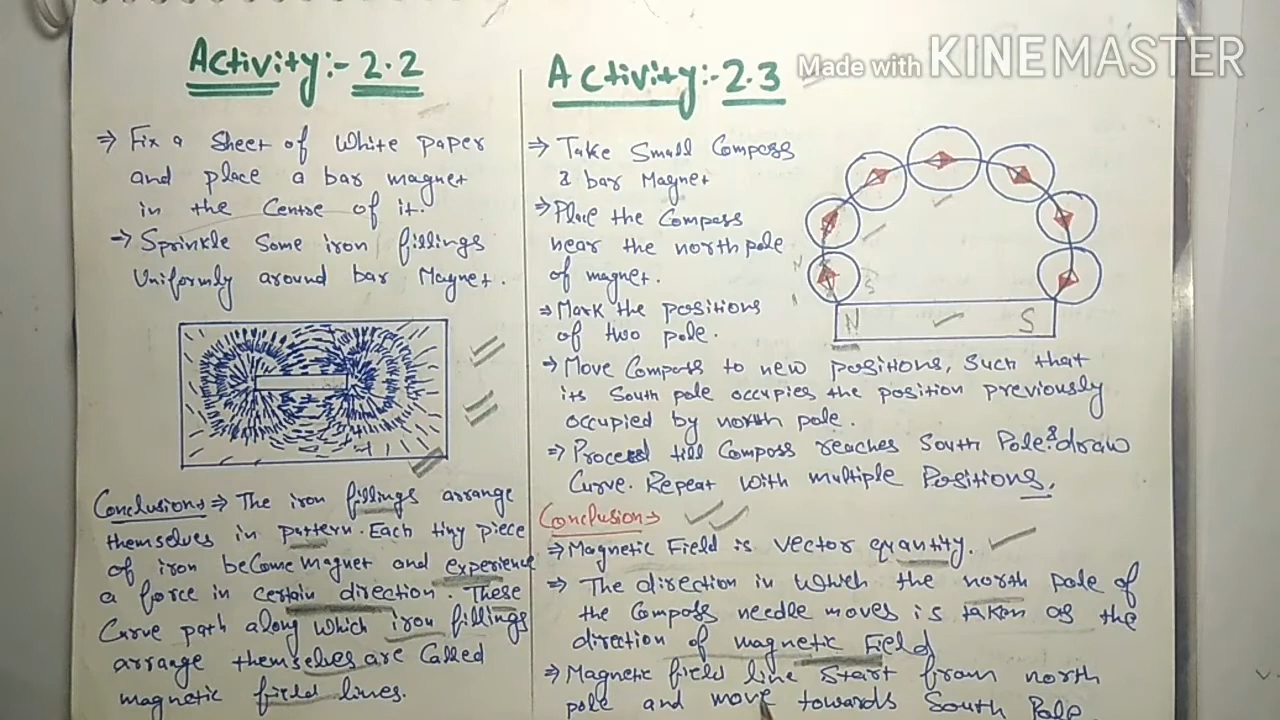 Made with KINEMASTER
Activity:- 2.2
⇒ Fix a Sheet of White paper
and place a bar magnet
in the Centre of it.
⇒ Sprinkle Some iron fillings
Uniformly around bar Magnet.
Conclusion ⇒ The iron fillings arrange
themselves in pattern. Each tiny piece
of iron become magnet and experience
a force in certain direction. These
Curve path along which iron fillings
arrange themselves are Called
magnetic field lines.
Activity:- 2.3
⇒ Take Small Compass
& bar Magnet
⇒ Place the Compass
near the north pole
of magnet.
⇒ Mark the positions
of two pole.
N S
⇒ Move Compass to new positions, Such that
its South pole occupies the position previously
occupied by north pole.
⇒ Proceed till Compass reaches South Pole & draw
Curve. Repeat with multiple Positions.
Conclusion ⇒
⇒ Magnetic Field is vector quantity.
⇒ The direction in which the north pole of
the Compass needle moves is taken as the
direction of magnetic Field
⇒ Magnetic field line Start from north
pole and move towards South Pole.